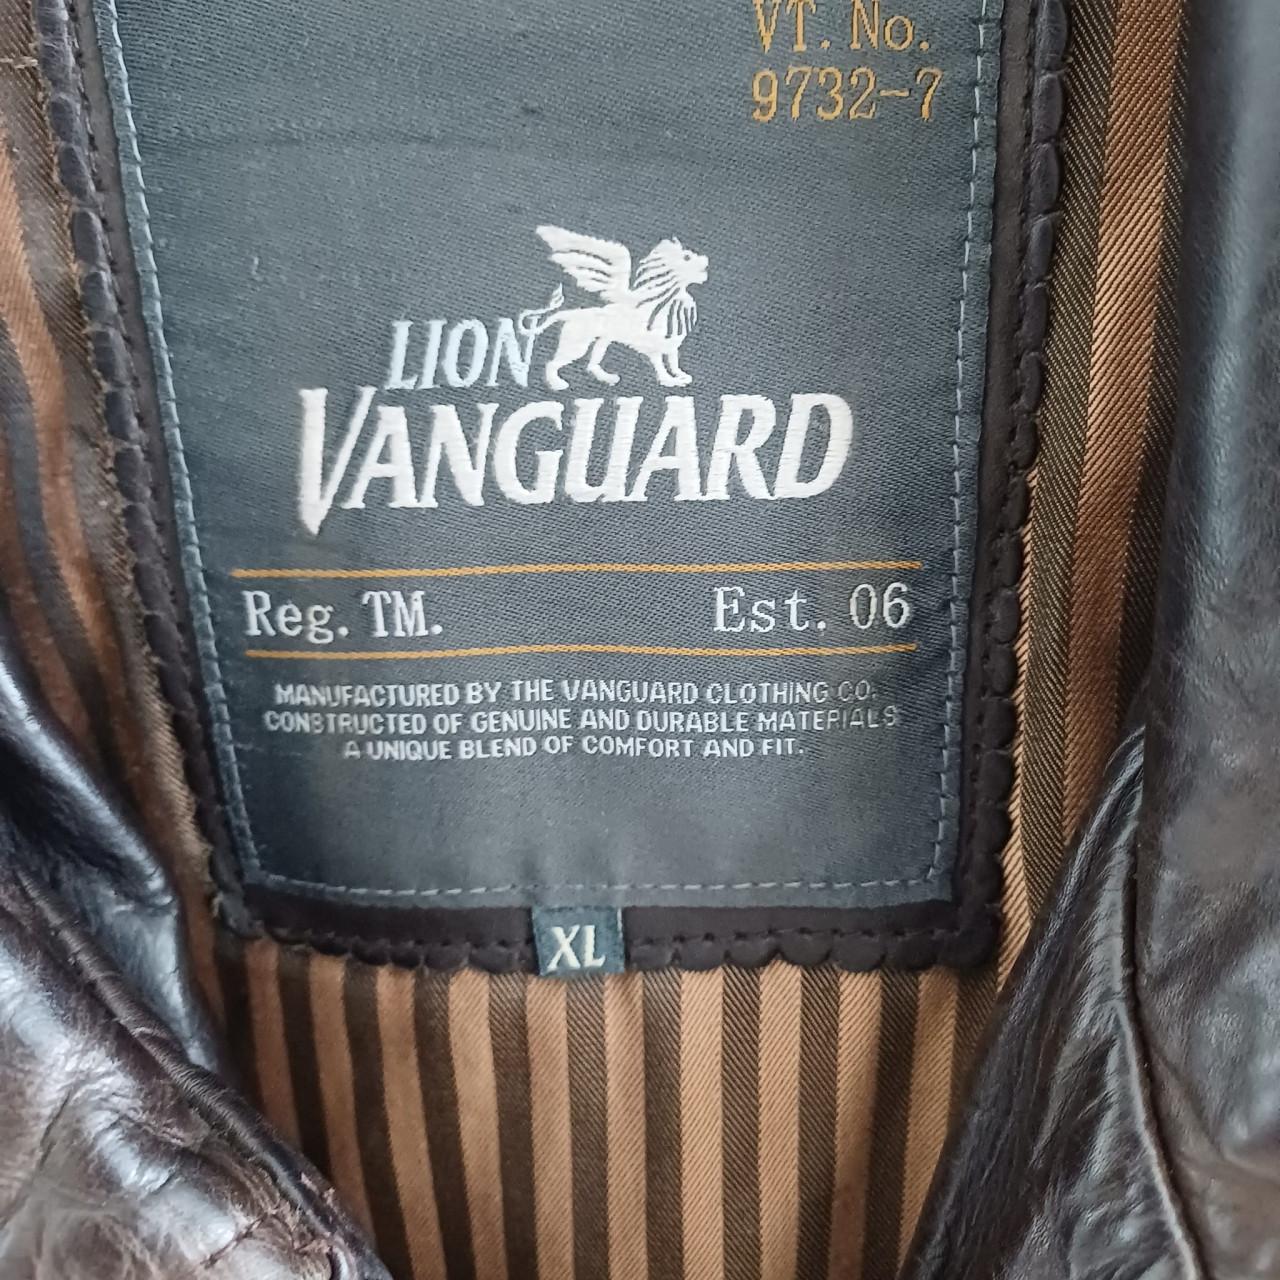 VT. No.
9732-7
LION
VANGUARD
Reg. TM. Est. 06
MANUFACTURED BY THE VANGUARD CLOTHING CO.
CONSTRUCTED OF GENUINE AND DURABLE MATERIALS
A UNIQUE BLEND OF COMFORT AND FIT.
XL